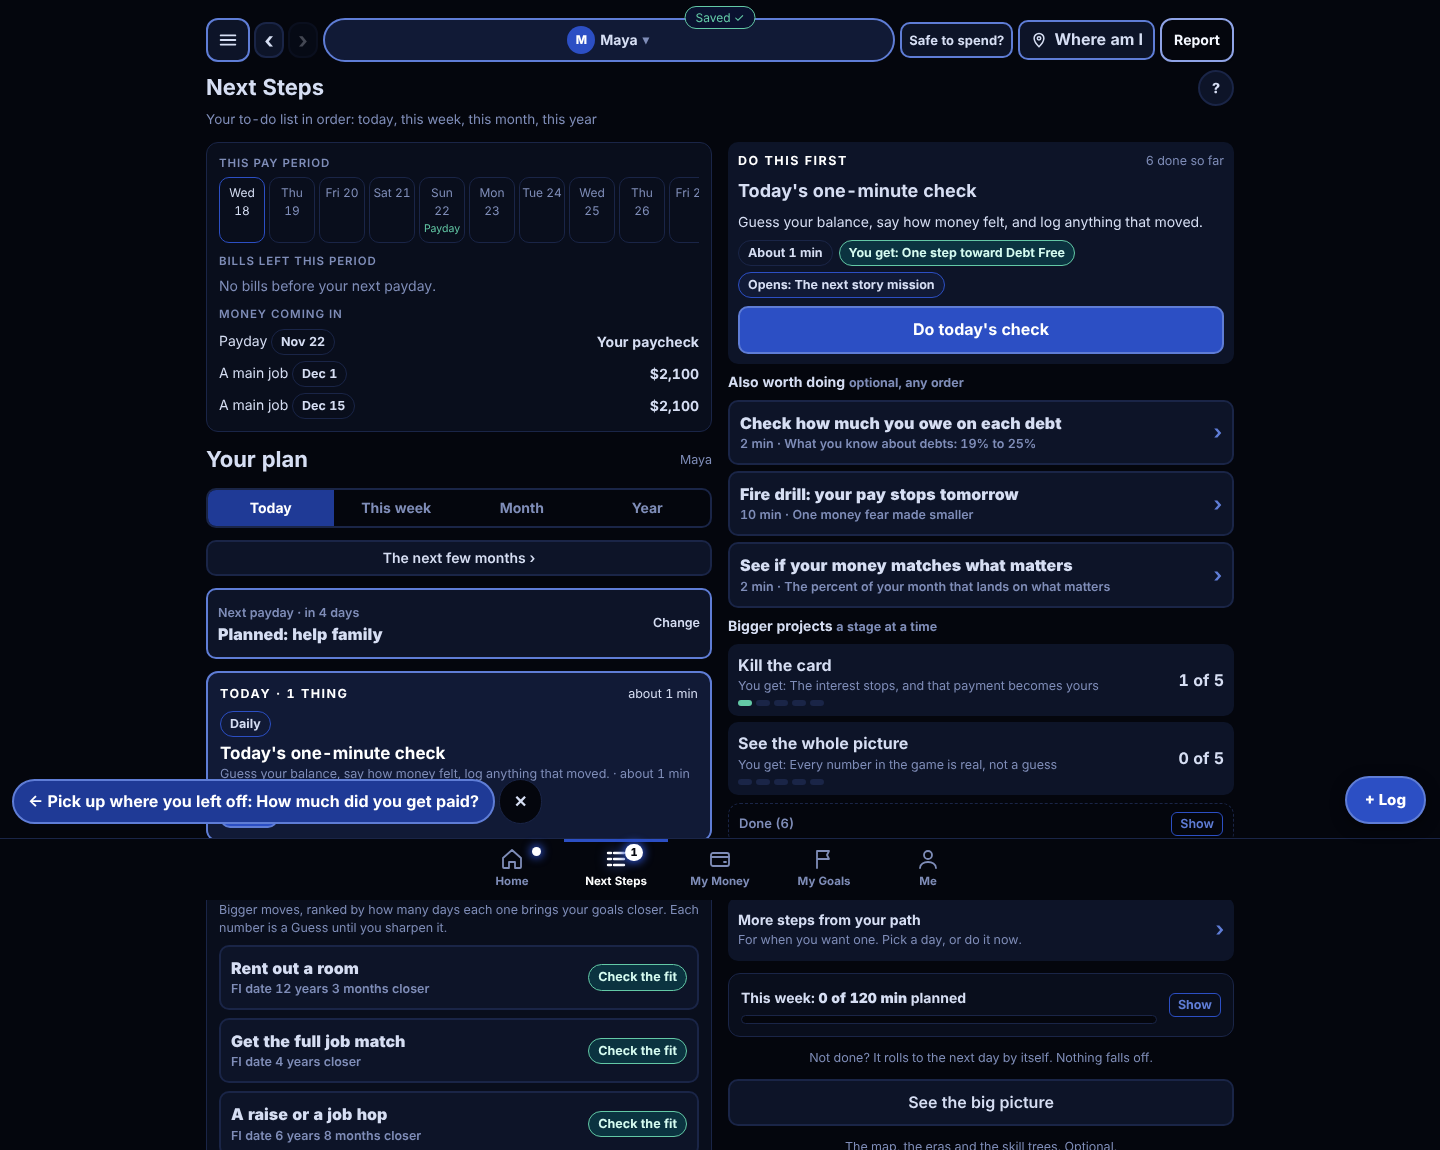 Saved ✓
M Maya ▾
Safe to spend?
Where am I
Report
Next Steps
?
Your to-do list in order: today, this week, this month, this year
THIS PAY PERIOD
Wed 18
Thu 19
Fri 20
Sat 21
Sun 22 Payday
Mon 23
Tue 24
Wed 25
Thu 26
Fri 2
BILLS LEFT THIS PERIOD
No bills before your next payday.
MONEY COMING IN
Payday Nov 22 Your paycheck
A main job Dec 1 $2,100
A main job Dec 15 $2,100
Your plan
Maya
Today This week Month Year
The next few months ›
Next payday · in 4 days
Planned: help family
Change
TODAY · 1 THING
about 1 min
Daily
Today's one-minute check
Guess your balance, say how money felt, log anything that moved. · about 1 min
← Pick up where you left off: How much did you get paid?
✕
Bigger moves, ranked by how many days each one brings your goals closer. Each
number is a Guess until you sharpen it.
Rent out a room
FI date 12 years 3 months closer
Check the fit
Get the full job match
FI date 4 years closer
Check the fit
A raise or a job hop
FI date 6 years 8 months closer
Check the fit
DO THIS FIRST
6 done so far
Today's one-minute check
Guess your balance, say how money felt, and log anything that moved.
About 1 min
You get: One step toward Debt Free
Opens: The next story mission
Do today's check
Also worth doing optional, any order
Check how much you owe on each debt
2 min · What you know about debts: 19% to 25%
Fire drill: your pay stops tomorrow
10 min · One money fear made smaller
See if your money matches what matters
2 min · The percent of your month that lands on what matters
Bigger projects a stage at a time
Kill the card
You get: The interest stops, and that payment becomes yours
1 of 5
See the whole picture
You get: Every number in the game is real, not a guess
0 of 5
Done (6)
Show
+ Log
Home
Next Steps
1
My Money
My Goals
Me
More steps from your path
For when you want one. Pick a day, or do it now.
This week: 0 of 120 min planned
Show
Not done? It rolls to the next day by itself. Nothing falls off.
See the big picture
The map, the eras and the skill trees. Optional.